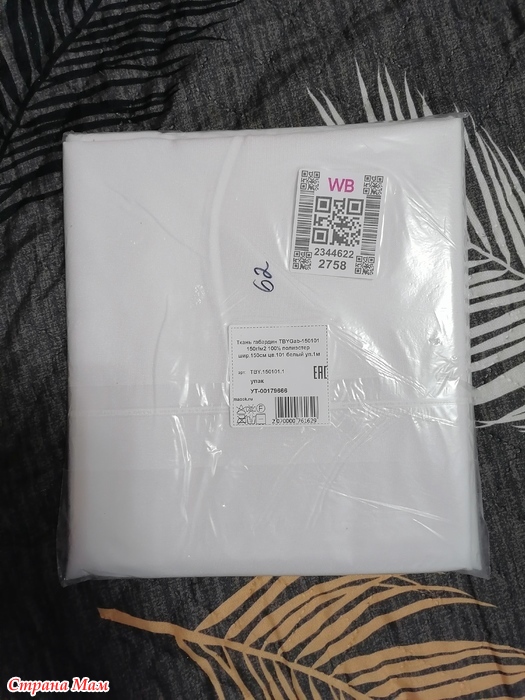 WB
2344622
2758
62
Ткань габардин TBYGab-150101
150г/м2 100% полиэстер
шир.150см цв.101 белый уп.1м
арт. TBY.150101.1
EAC
упак
УТ-00179666
Страна Мам